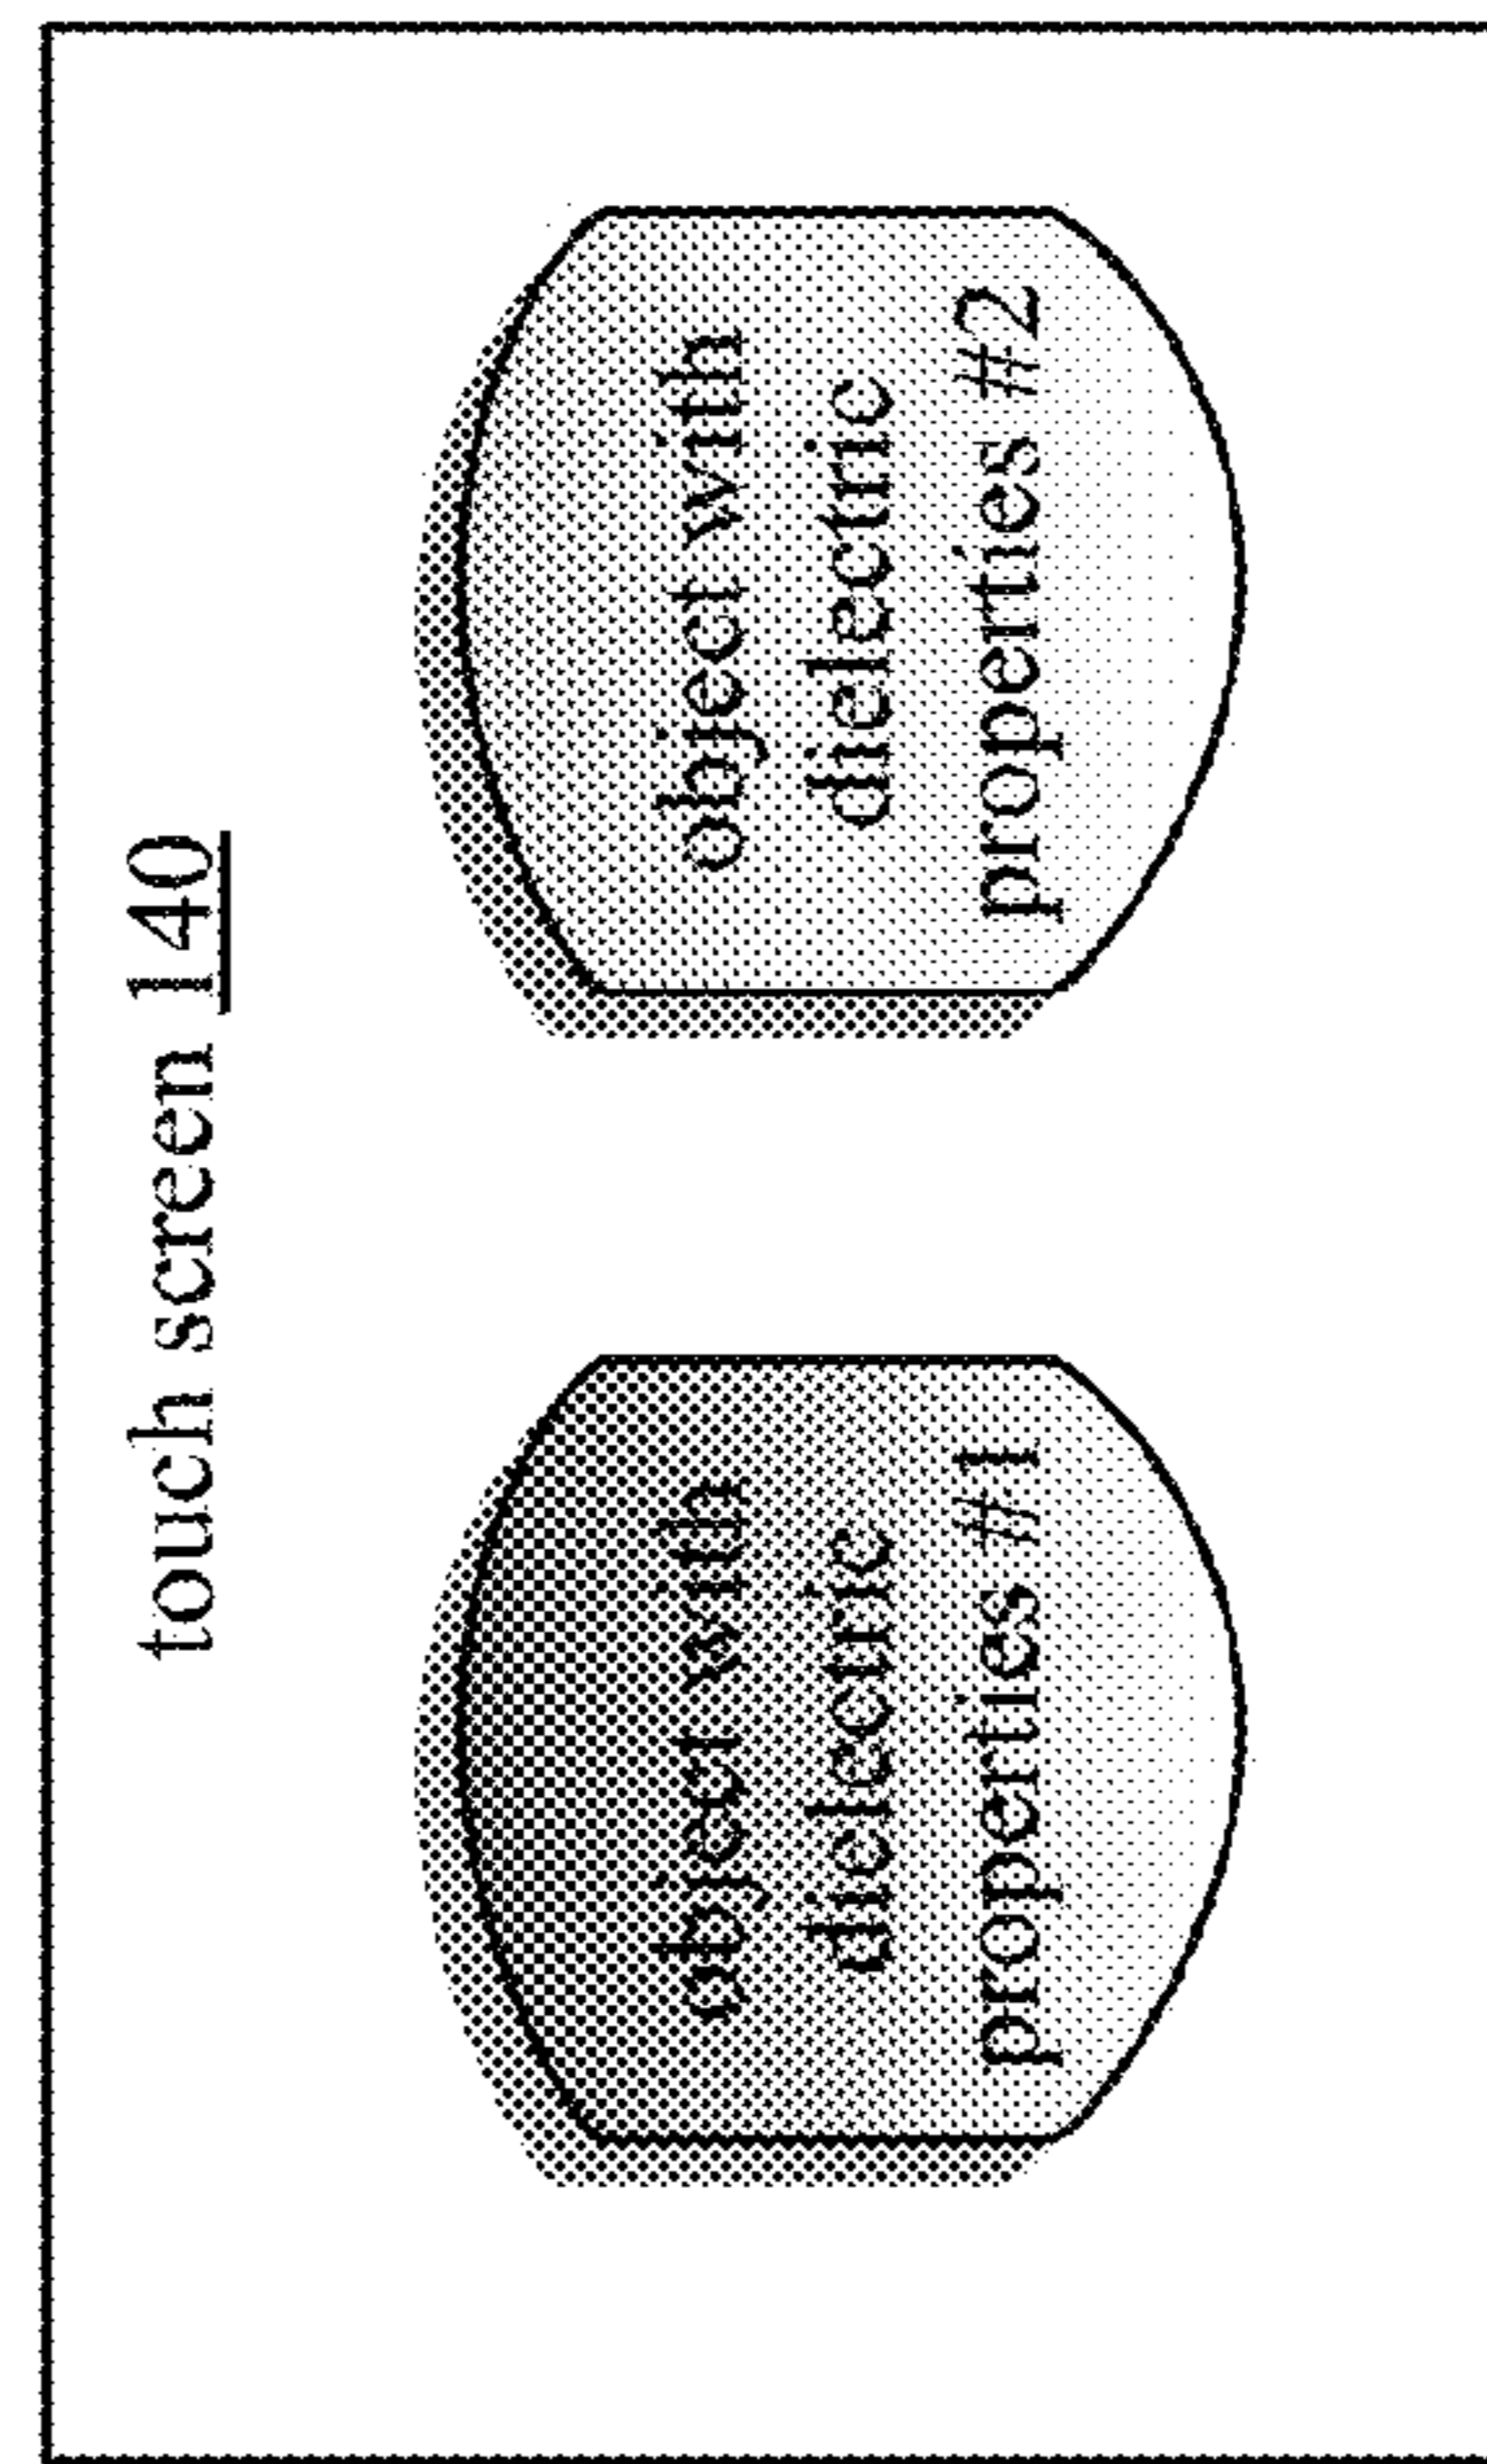 touch screen 140
object with
dielectric
properties #1
object with
dielectric
properties #2